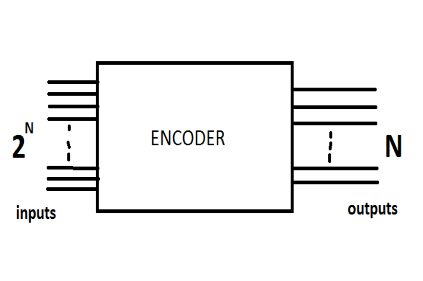 2^N
inputs
ENCODER
N
outputs